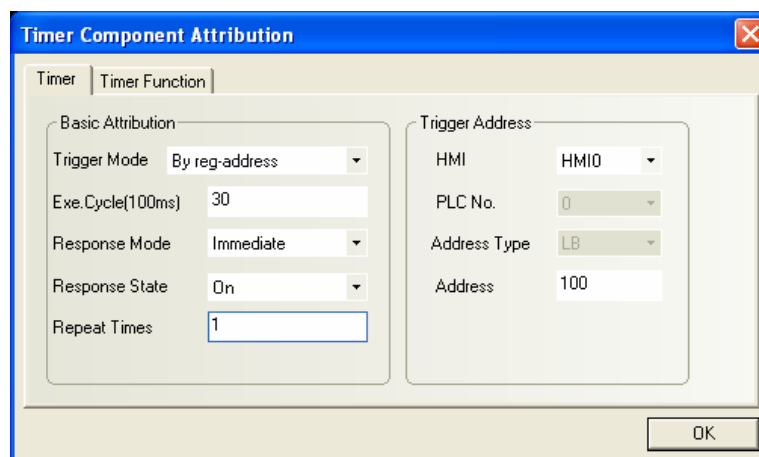 Timer Component Attribution
Timer Timer Function
Basic Attribution
Trigger Mode By reg-address
Exe.Cycle(100ms) 30
Response Mode Immediate
Response State On
Repeat Times 1
Trigger Address
HMI HMI0
PLC No. 0
Address Type LB
Address 100
OK